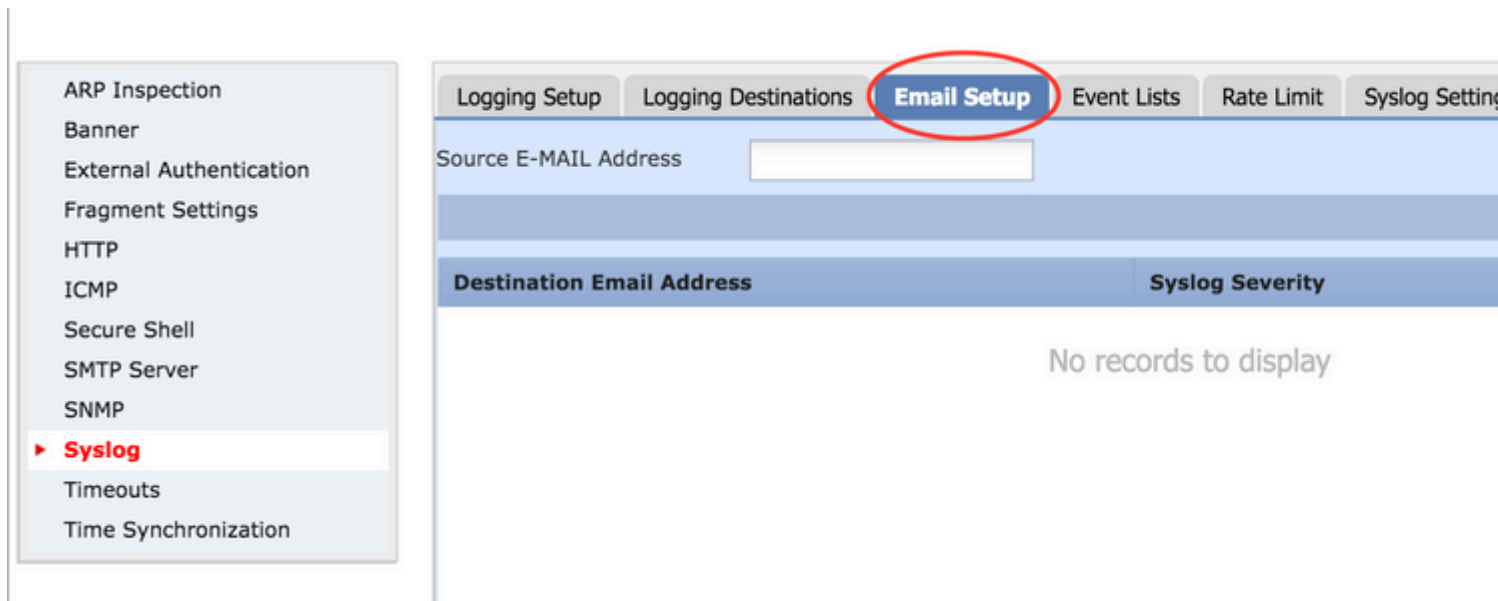 ARP Inspection
Banner
External Authentication
Fragment Settings
HTTP
ICMP
Secure Shell
SMTP Server
SNMP
Syslog
Timeouts
Time Synchronization
Logging Setup Logging Destinations Email Setup Event Lists Rate Limit Syslog Setting
Source E-MAIL Address
Destination Email Address Syslog Severity
No records to display